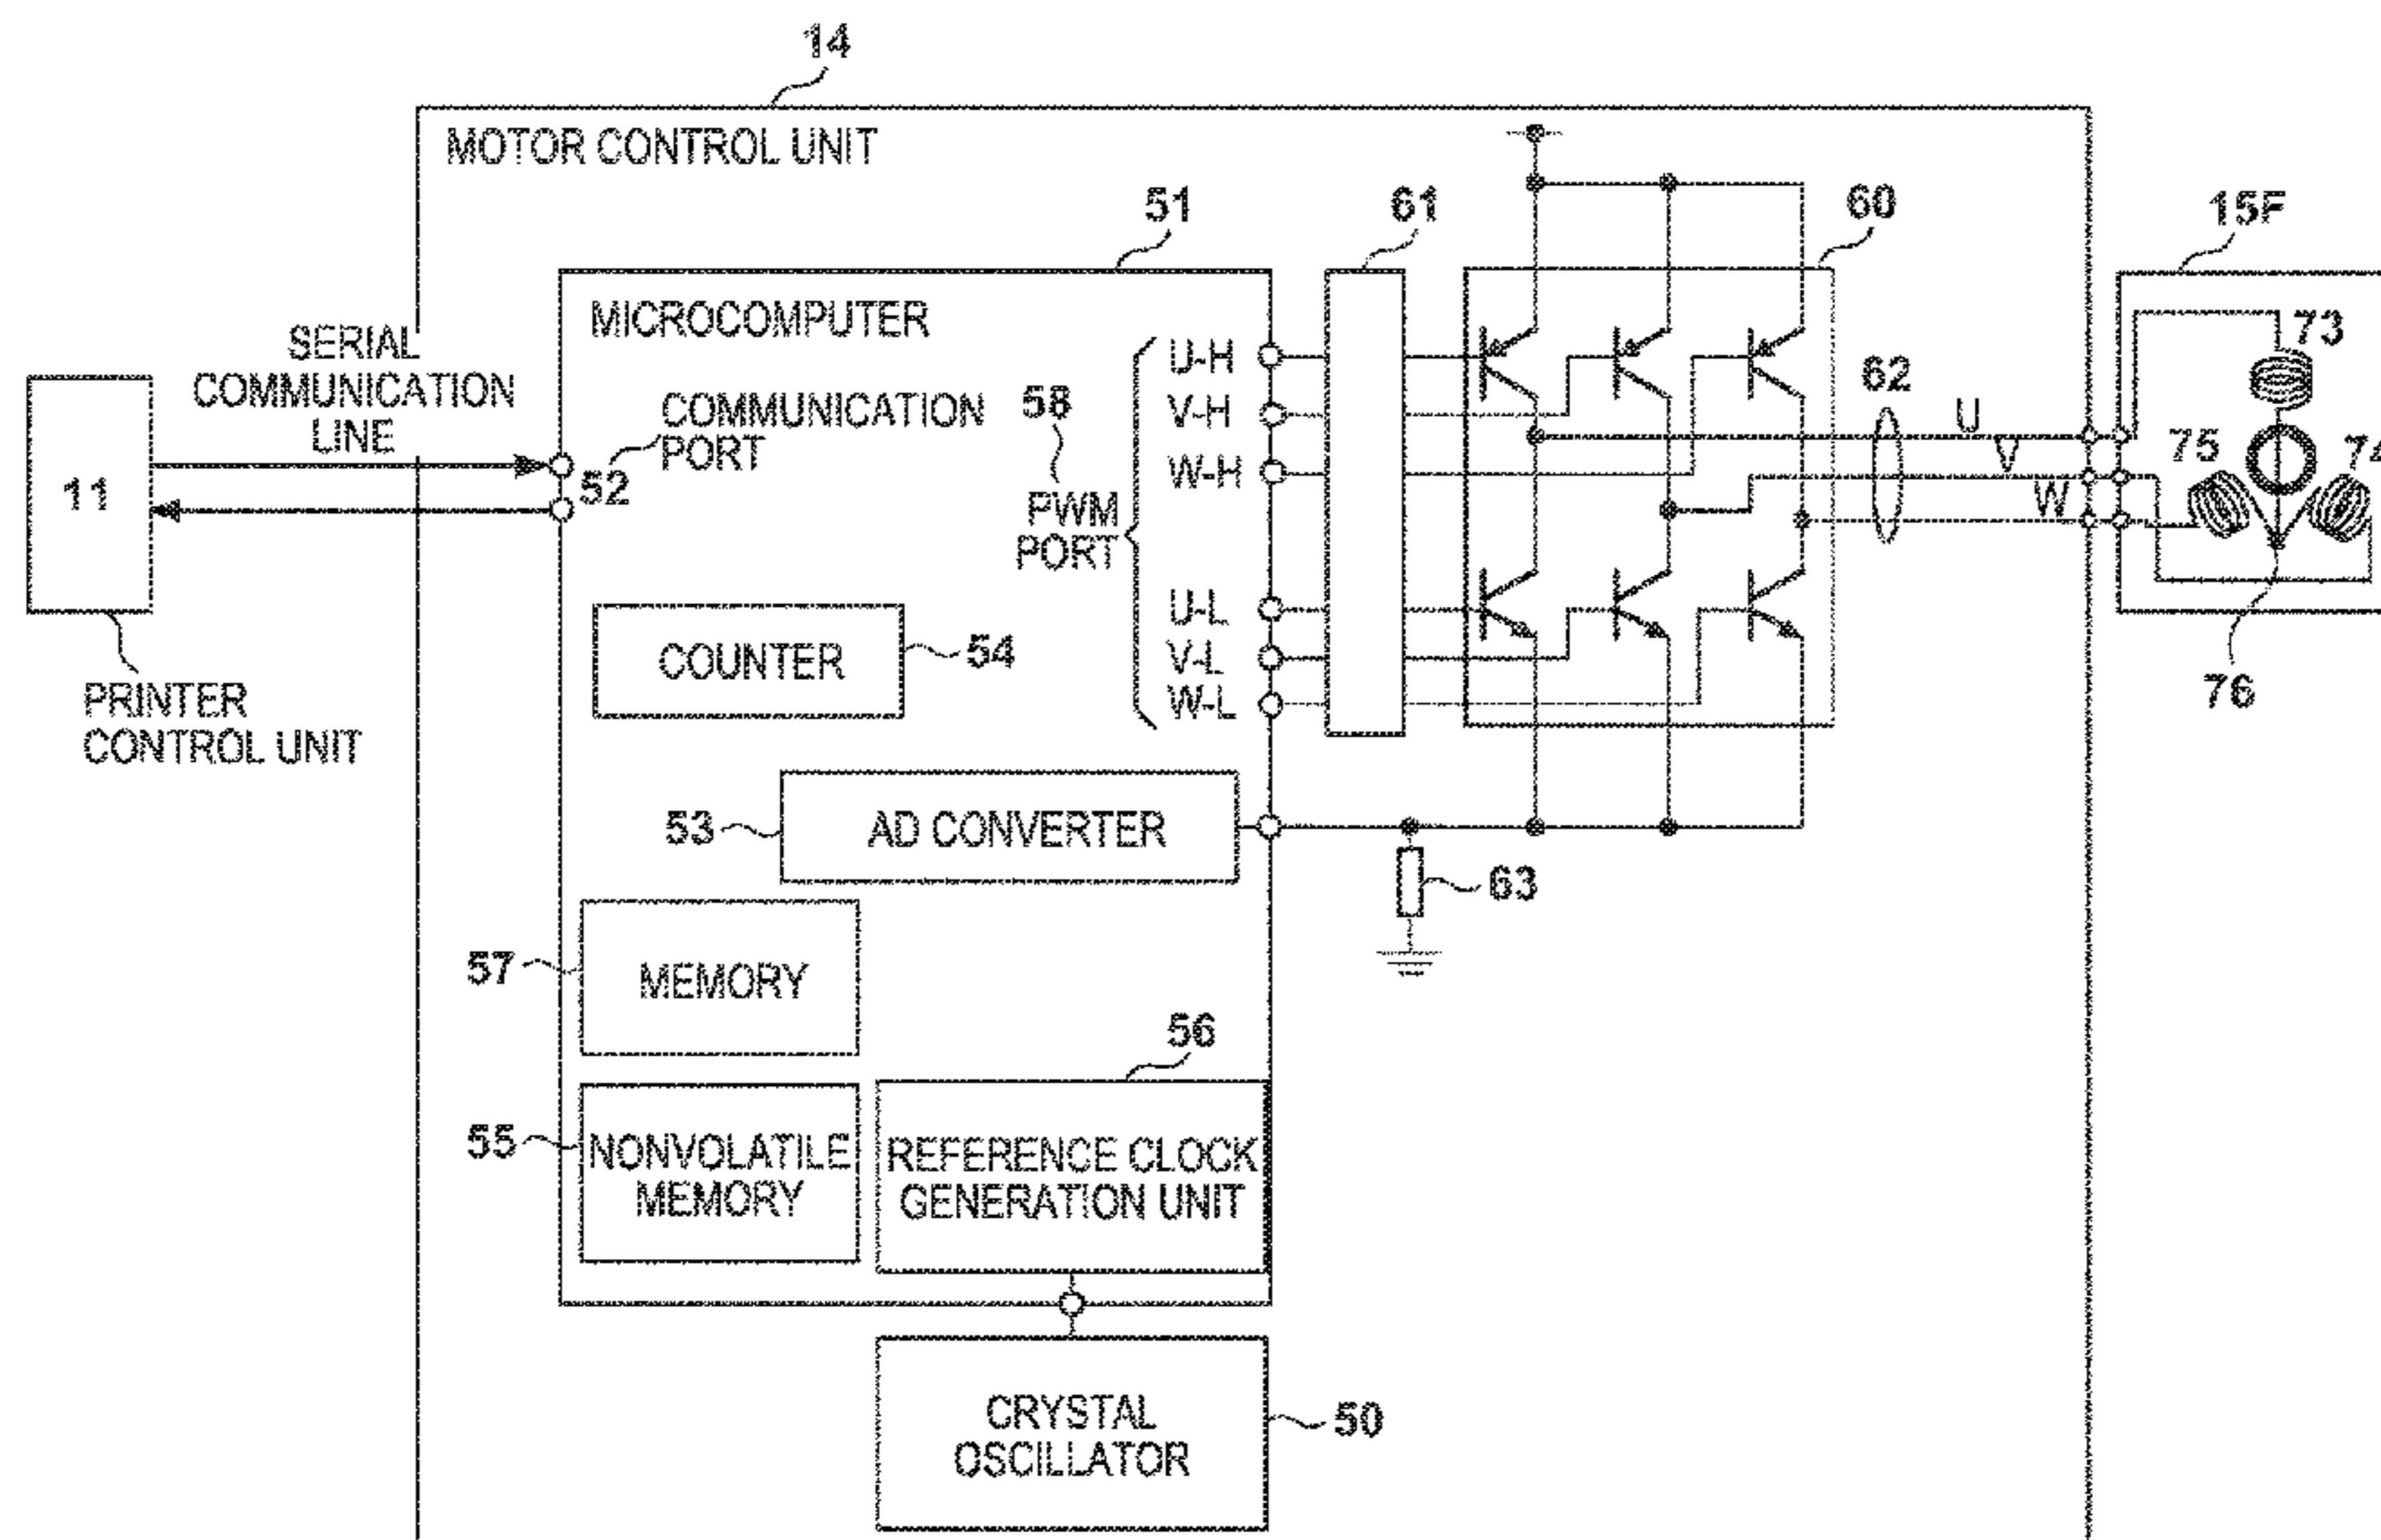 14
MOTOR CONTROL UNIT
51
61
60
15F
MICROCOMPUTER
SERIAL
COMMUNICATION
LINE
52
COMMUNICATION
PORT
11
PRINTER
CONTROL UNIT
58
PWM
PORT
U-H
V-H
W-H
U-L
V-L
W-L
62
U
V
W
73
75
74
76
COUNTER
54
53
AD CONVERTER
63
57
MEMORY
56
55
NONVOLATILE
MEMORY
REFERENCE CLOCK
GENERATION UNIT
CRYSTAL
OSCILLATOR
50